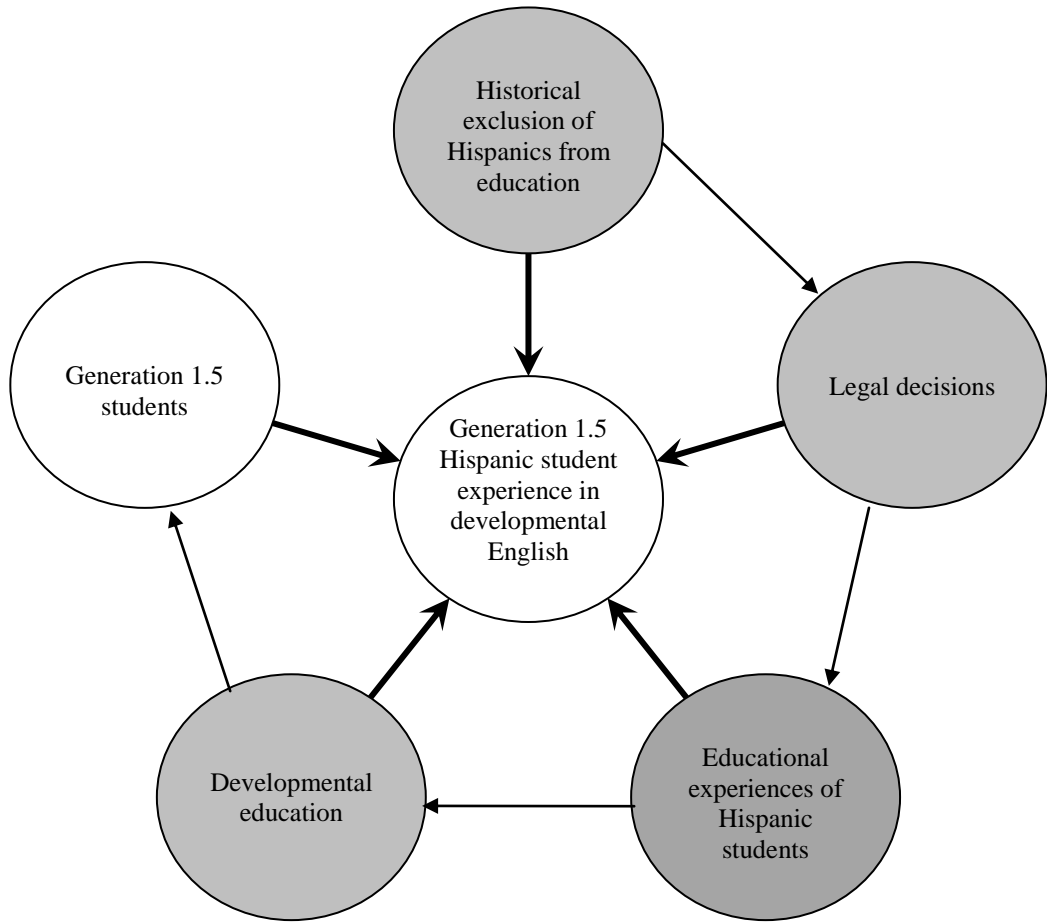 Historical
exclusion of
Hispanics from
education
Generation 1.5
students
Legal decisions
Generation 1.5
Hispanic student
experience in
developmental
English
Developmental
education
Educational
experiences of
Hispanic
students